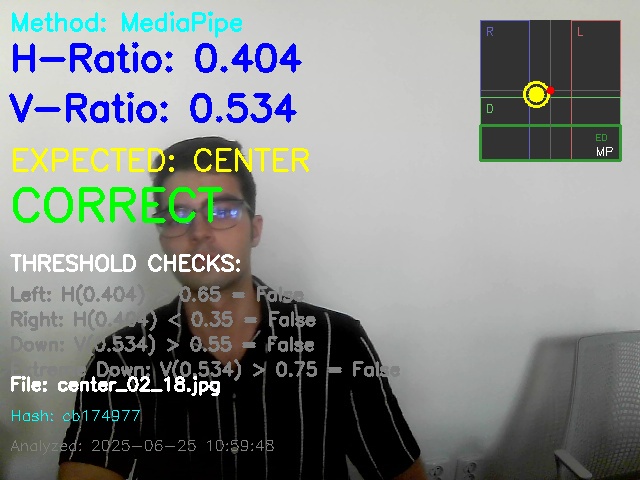 Method: MediaPipe
H-Ratio: 0.404
V-Ratio: 0.534
EXPECTED: CENTER
CORRECT
THRESHOLD CHECKS:
Left: H(0.404) 0.65 = False
Right: H(0.404) < 0.35 = False
Down: V(0.534) > 0.55 = False
Extreme Down: V(0.534) > 0.75 = False
File: center_02_18.jpg
Hash: cb174977
Analyzed: 2025-06-25 10:59:48
R
L
D
ED
MP